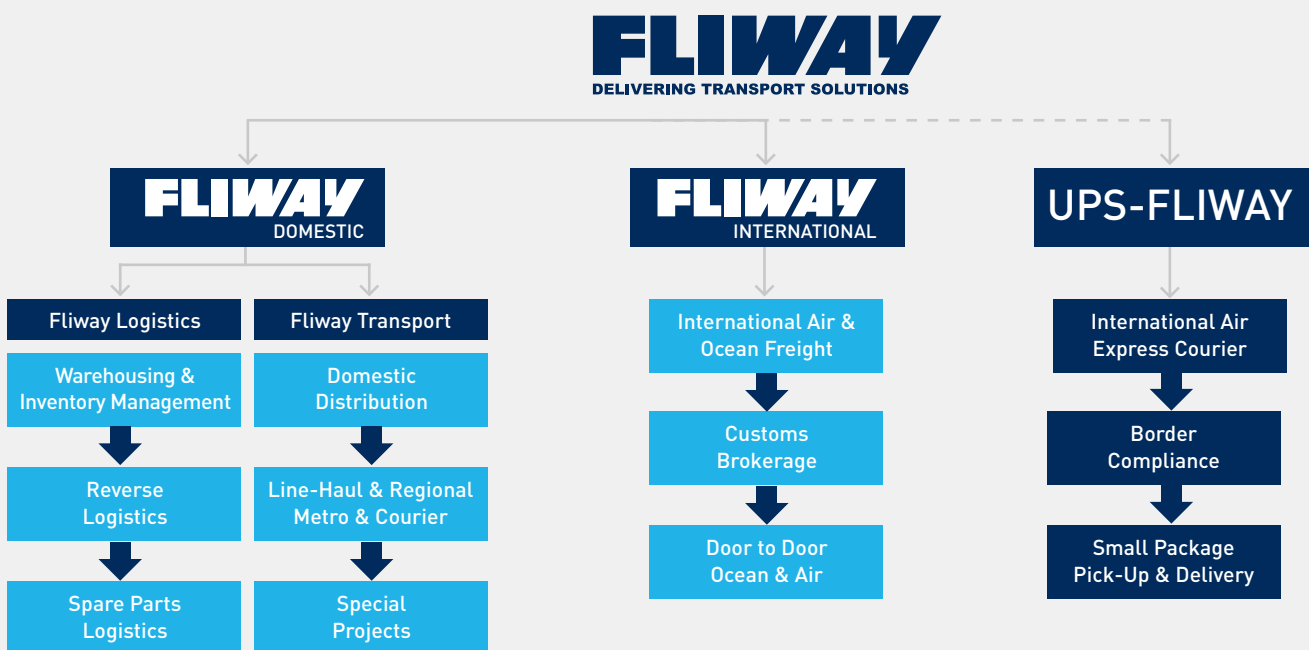 FLIWAY
DELIVERING TRANSPORT SOLUTIONS
FLIWAY
DOMESTIC
Fliway Logistics
Warehousing &
Inventory Management
Reverse
Logistics
Spare Parts
Logistics
Fliway Transport
Domestic
Distribution
Line-Haul & Regional
Metro & Courier
Special
Projects
FLIWAY
INTERNATIONAL
International Air &
Ocean Freight
Customs
Brokerage
Door to Door
Ocean & Air
UPS-FLIWAY
International Air
Express Courier
Border
Compliance
Small Package
Pick-Up & Delivery